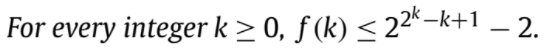 For every integer k ≥ 0, f(k) ≤ 2^{2^k−k+1} − 2.